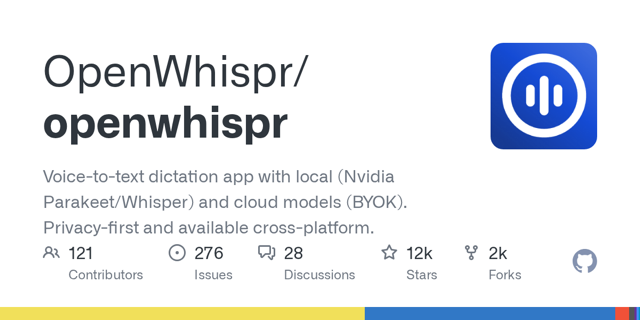 OpenWhispr/
openwhispr
Voice-to-text dictation app with local (Nvidia
Parakeet/Whisper) and cloud models (BYOK).
Privacy-first and available cross-platform.
121 276 28 12k 2k
Contributors Issues Discussions Stars Forks